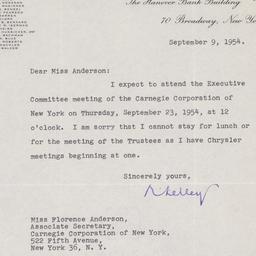 The Hanover Bank Building
70 Broadway, New Yo
September 9, 1954.
Dear Miss Anderson:
I expect to attend the Executive
Committee meeting of the Carnegie Corporation of
New York on Thursday, September 23, 1954, at 12
o'clock. I am sorry that I cannot stay for lunch or
for the meeting of the Trustees as I have Chrysler
meetings beginning at one.
Sincerely yours,
Miss Florence Anderson,
Associate Secretary,
Carnegie Corporation of New York,
522 Fifth Avenue,
New York 36, N. Y.